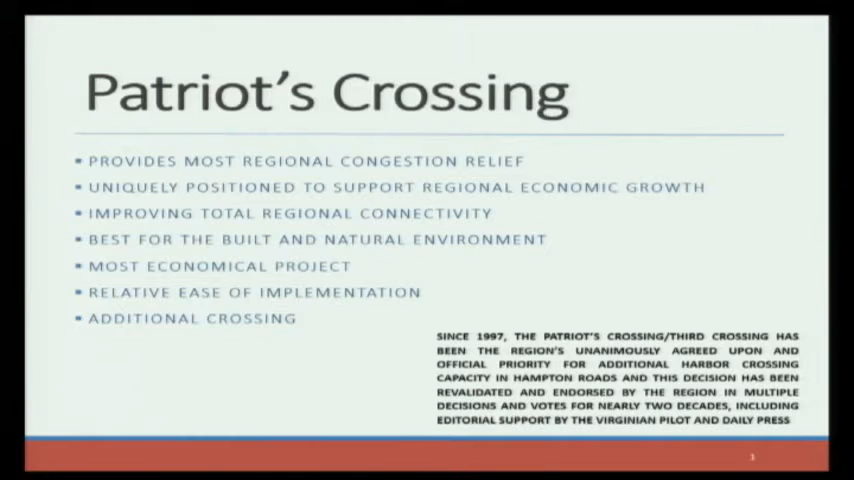 Patriot's Crossing
▪ PROVIDES MOST REGIONAL CONGESTION RELIEF
▪ UNIQUELY POSITIONED TO SUPPORT REGIONAL ECONOMIC GROWTH
▪ IMPROVING TOTAL REGIONAL CONNECTIVITY
▪ BEST FOR THE BUILT AND NATURAL ENVIRONMENT
▪ MOST ECONOMICAL PROJECT
▪ RELATIVE EASE OF IMPLEMENTATION
▪ ADDITIONAL CROSSING
SINCE 1997, THE PATRIOT'S CROSSING/THIRD CROSSING HAS
BEEN THE REGION'S UNANIMOUSLY AGREED UPON AND
OFFICIAL PRIORITY FOR ADDITIONAL HARBOR CROSSING
CAPACITY IN HAMPTON ROADS AND THIS DECISION HAS BEEN
REVALIDATED AND ENDORSED BY THE REGION IN MULTIPLE
DECISIONS AND VOTES FOR NEARLY TWO DECADES, INCLUDING
EDITORIAL SUPPORT BY THE VIRGINIAN PILOT AND DAILY PRESS
1